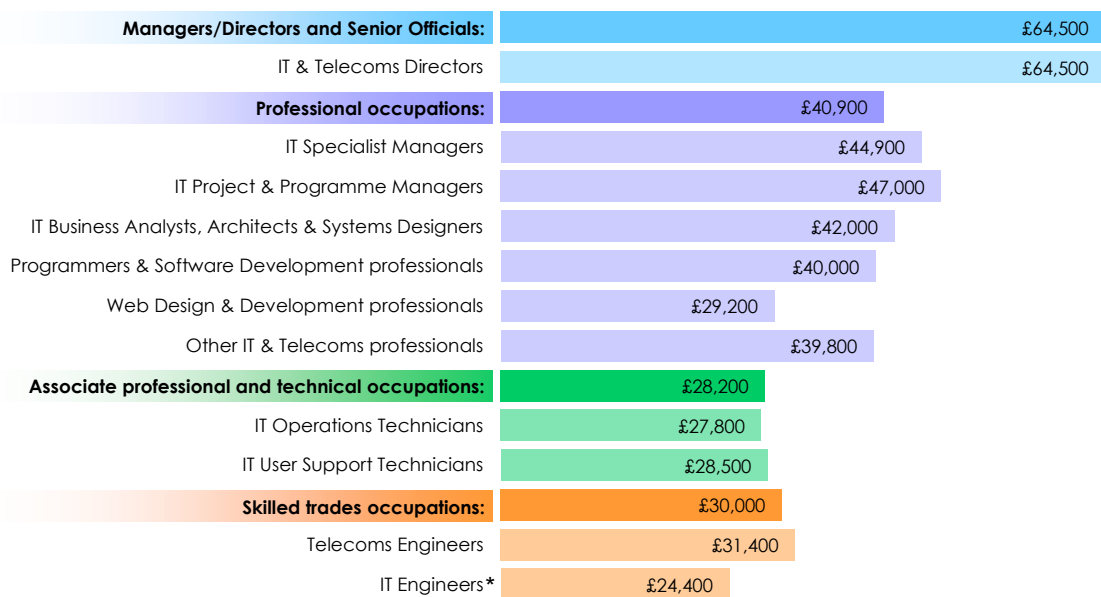 Managers/Directors and Senior Officials: £64,500
IT & Telecoms Directors £64,500
Professional occupations: £40,900
IT Specialist Managers £44,900
IT Project & Programme Managers £47,000
IT Business Analysts, Architects & Systems Designers £42,000
Programmers & Software Development professionals £40,000
Web Design & Development professionals £29,200
Other IT & Telecoms professionals £39,800
Associate professional and technical occupations: £28,200
IT Operations Technicians £27,800
IT User Support Technicians £28,500
Skilled trades occupations: £30,000
Telecoms Engineers £31,400
IT Engineers* £24,400